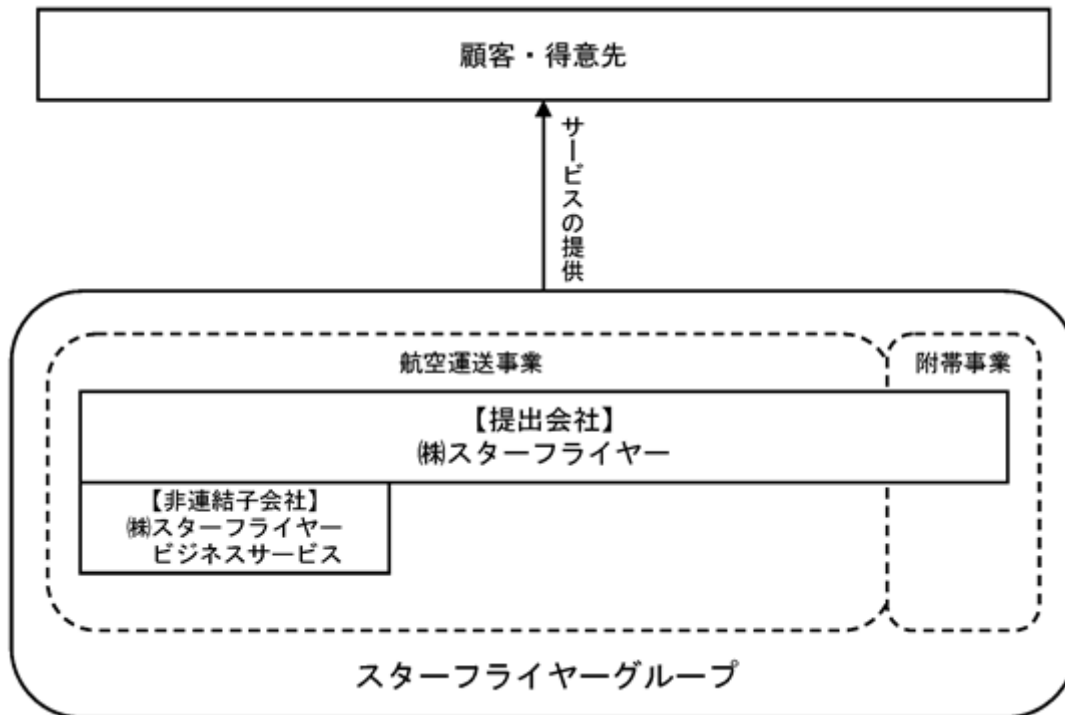 顧客・得意先
サービスの提供
航空運送事業
附帯事業
【提出会社】
㈱スターフライヤー
【非連結子会社】
㈱スターフライヤー
ビジネスサービス
スターフライヤーグループ